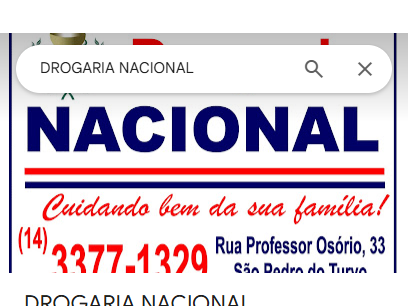 DROGARIA NACIONAL
NACIONAL
Cuidando bem da sua família!
(14) 3377-1329
Rua Professor Osório, 33
São Pedro do Turvo
DROGARIA NACIONAL